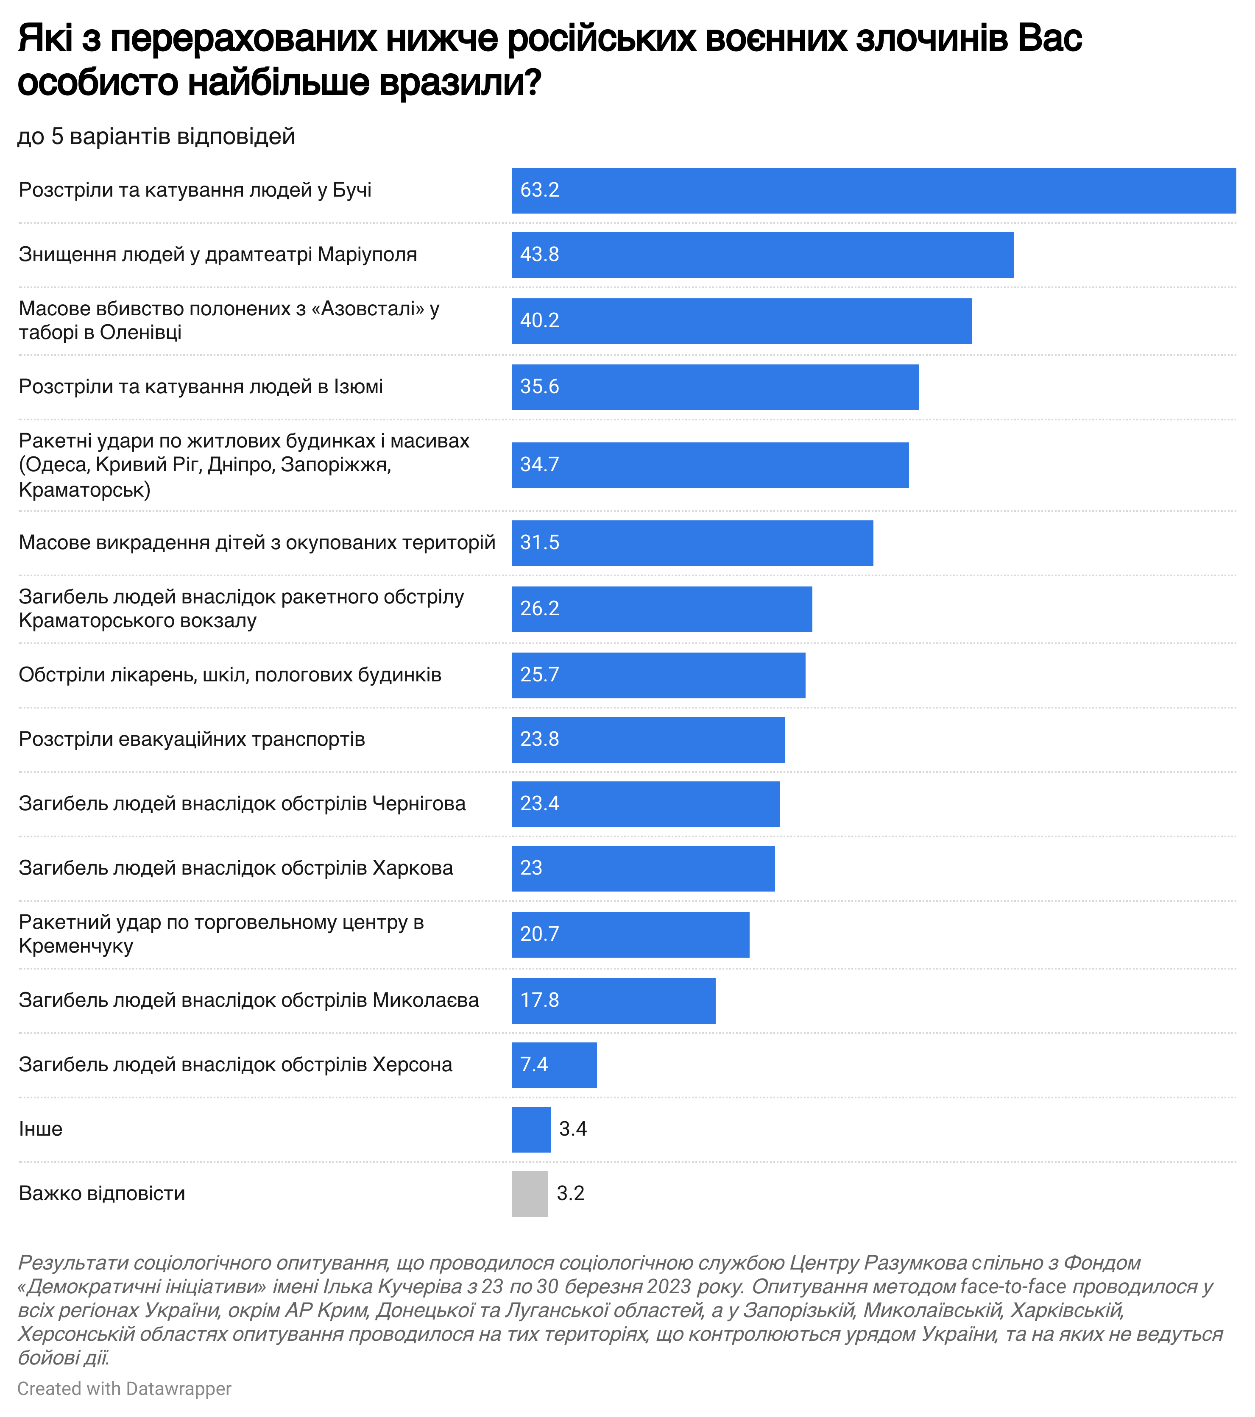 Які з перерахованих нижче російських воєнних злочинів Вас
особисто найбільше вразили?
до 5 варіантів відповідей
Розстріли та катування людей у Бучі
63.2
Знищення людей у драмтеатрі Маріуполя
43.8
Масове вбивство полонених з «Азовсталі» у
таборі в Оленівці
40.2
Розстріли та катування людей в Ізюмі
35.6
Ракетні удари по житлових будинках і масивах
(Одеса, Кривий Ріг, Дніпро, Запоріжжя,
Краматорськ)
34.7
Масове викрадення дітей з окупованих територій
31.5
Загибель людей внаслідок ракетного обстрілу
Краматорського вокзалу
26.2
Обстріли лікарень, шкіл, пологових будинків
25.7
Розстріли евакуаційних транспортів
23.8
Загибель людей внаслідок обстрілів Чернігова
23.4
Загибель людей внаслідок обстрілів Харкова
23
Ракетний удар по торговельному центру в
Кременчуку
20.7
Загибель людей внаслідок обстрілів Миколаєва
17.8
Загибель людей внаслідок обстрілів Херсона
7.4
Інше
3.4
Важко відповісти
3.2
Результати соціологічного опитування, що проводилося соціологічною службою Центру Разумкова спільно з Фондом
«Демократичні ініціативи» імені Ілька Кучеріва з 23 по 30 березня 2023 року. Опитування методом face-to-face проводилося у
всіх регіонах України, окрім АР Крим, Донецької та Луганської областей, а у Запорізькій, Миколаївській, Харківській,
Херсонській областях опитування проводилося на тих територіях, що контролюються урядом України, та на яких не ведуться
бойові дії.
Created with Datawrapper